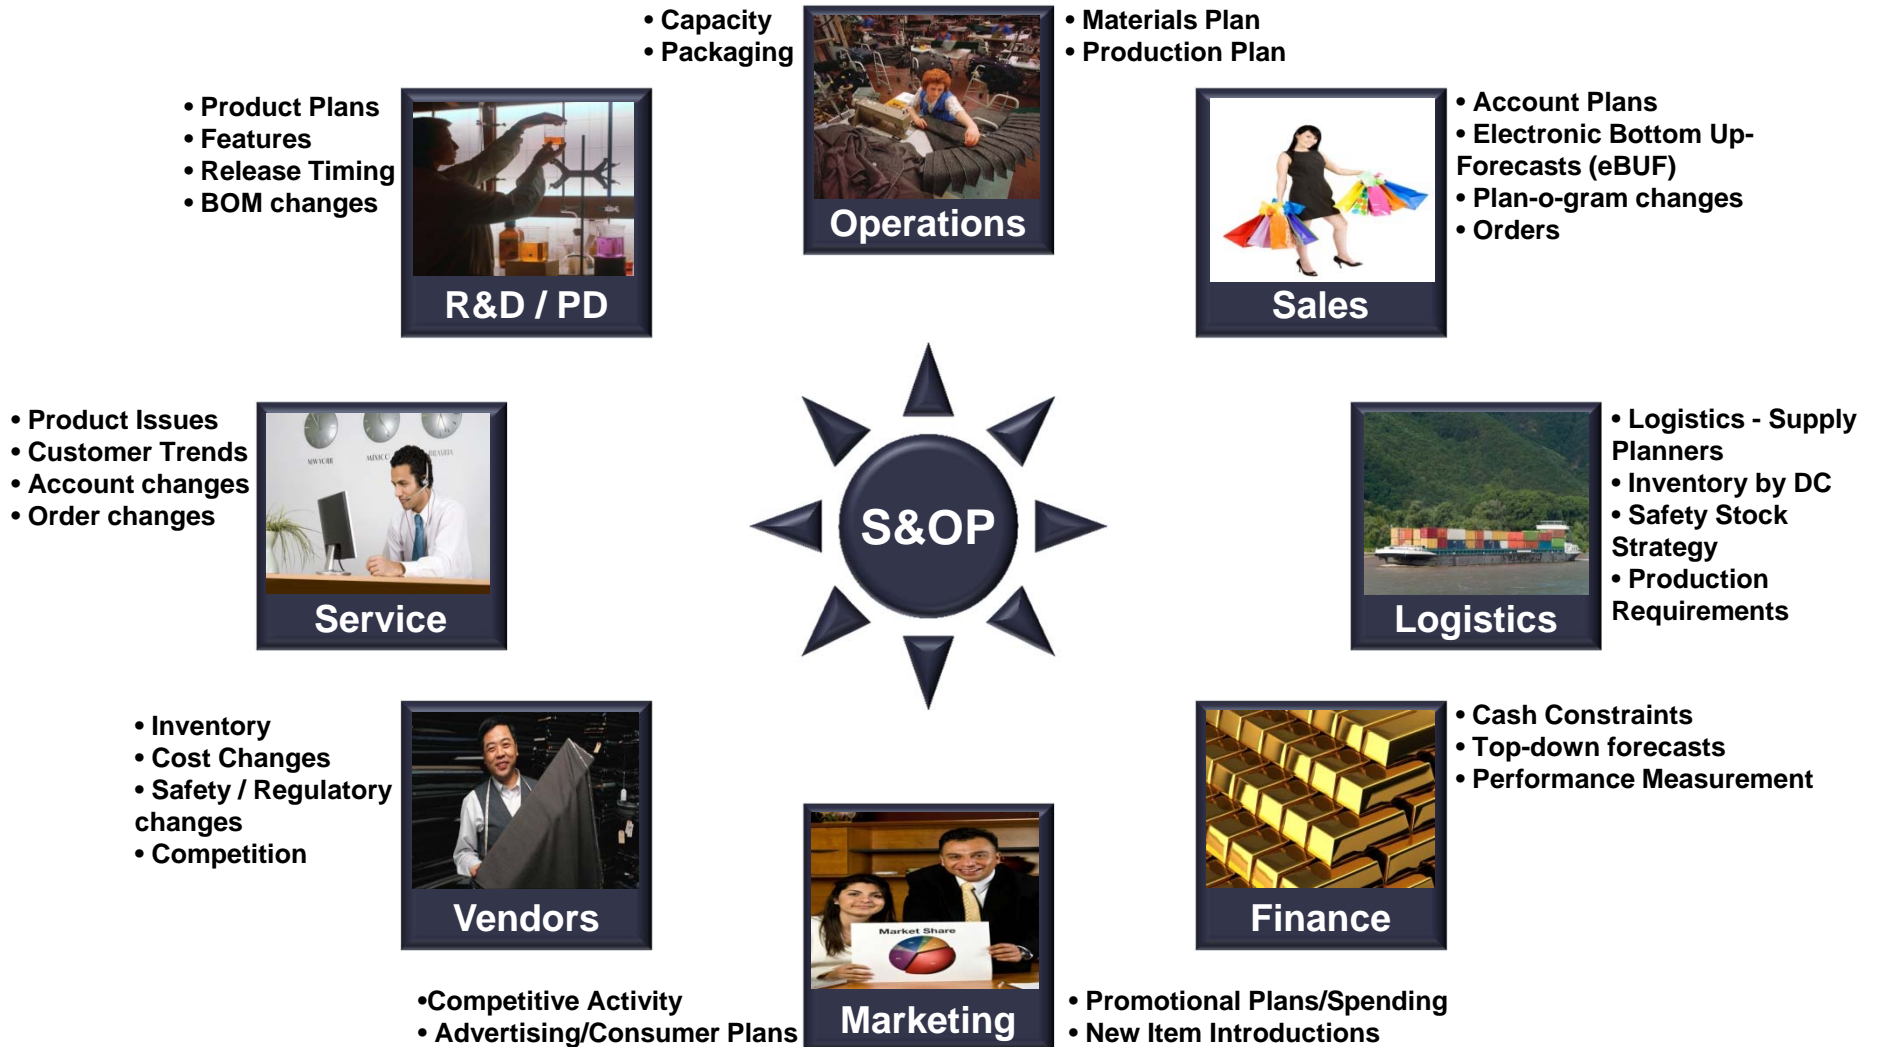 • Capacity
• Packaging
• Materials Plan
• Production Plan
Operations
• Product Plans
• Features
• Release Timing
• BOM changes
R&D / PD
• Account Plans
• Electronic Bottom Up-
Forecasts (eBUF)
• Plan-o-gram changes
• Orders
Sales
• Product Issues
• Customer Trends
• Account changes
• Order changes
NEW YORK
Service
S&OP
• Logistics - Supply
Planners
• Inventory by DC
• Safety Stock
Strategy
• Production
Requirements
Logistics
• Inventory
• Cost Changes
• Safety / Regulatory
changes
• Competition
Vendors
• Cash Constraints
• Top-down forecasts
• Performance Measurement
Finance
Market Share
•Competitive Activity
• Advertising/Consumer Plans
Marketing
• Promotional Plans/Spending
• New Item Introductions